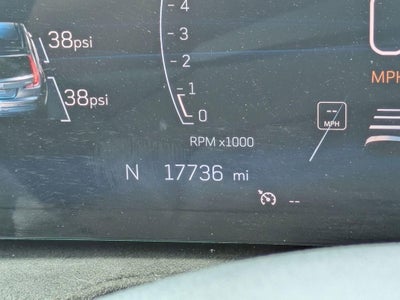 38psi
38psi
4
3
2
1
0
RPM x1000
MPH
--
MPH
N 17736 mi
--